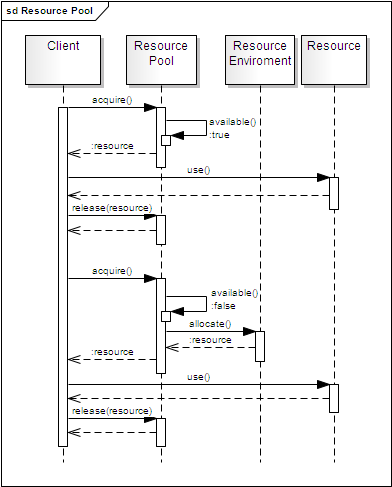 sd Resource Pool
Client
Resource
Pool
Resource
Enviroment
Resource
acquire()
available()
:true
:resource
use()
release(resource)
acquire()
available()
:false
allocate()
:resource
:resource
use()
release(resource)